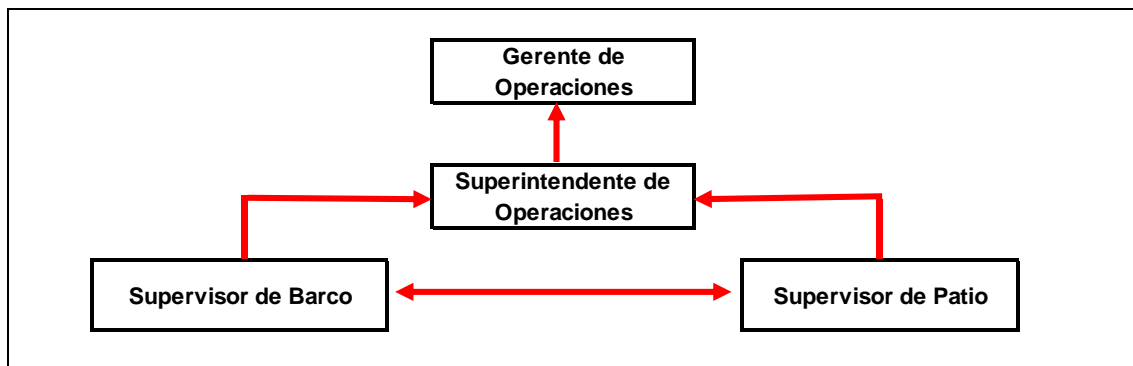 Gerente de
Operaciones
Superintendente de
Operaciones
Supervisor de Barco
Supervisor de Patio